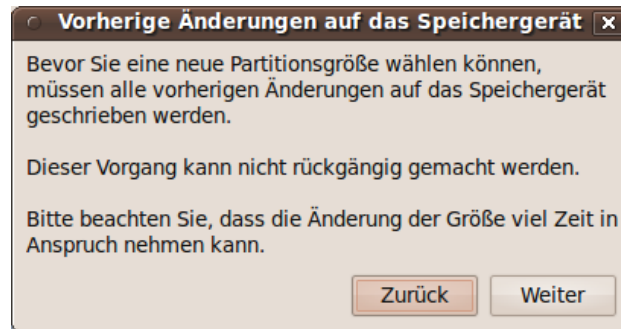 Vorherige Änderungen auf das Speichergerät
Bevor Sie eine neue Partitionsgröße wählen können,
müssen alle vorherigen Änderungen auf das Speichergerät
geschrieben werden.
Dieser Vorgang kann nicht rückgängig gemacht werden.
Bitte beachten Sie, dass die Änderung der Größe viel Zeit in
Anspruch nehmen kann.
Zurück Weiter